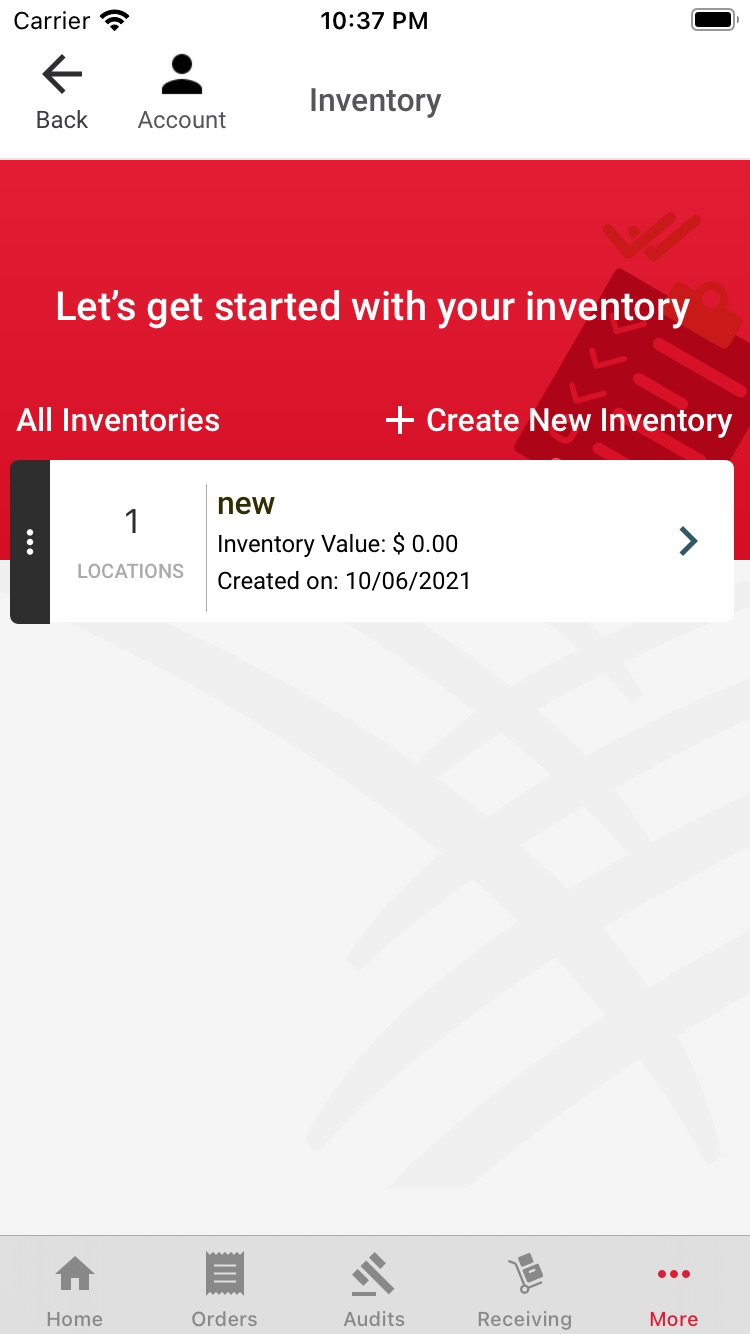 Carrier 10:37 PM
Back Account Inventory
Let’s get started with your inventory
All Inventories + Create New Inventory
1
LOCATIONS
new
Inventory Value: $ 0.00
Created on: 10/06/2021
Home Orders Audits Receiving More